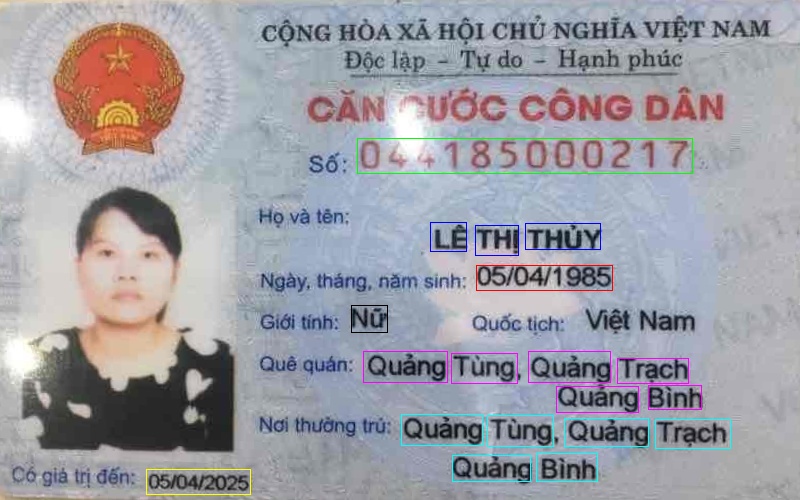 CỘNG HÒA XÃ HỘI CHỦ NGHĨA VIỆT NAM
Độc lập - Tự do - Hạnh phúc
CĂN CƯỚC CÔNG DÂN
Số: 044185000217
Họ và tên:
LÊ THỊ THỦY
Ngày, tháng, năm sinh: 05/04/1985
Giới tính: Nữ Quốc tịch: Việt Nam
Quê quán: Quảng Tùng, Quảng Trạch
Quảng Bình
Nơi thường trú: Quảng Tùng, Quảng Trạch
Quảng Bình
Có giá trị đến: 05/04/2025